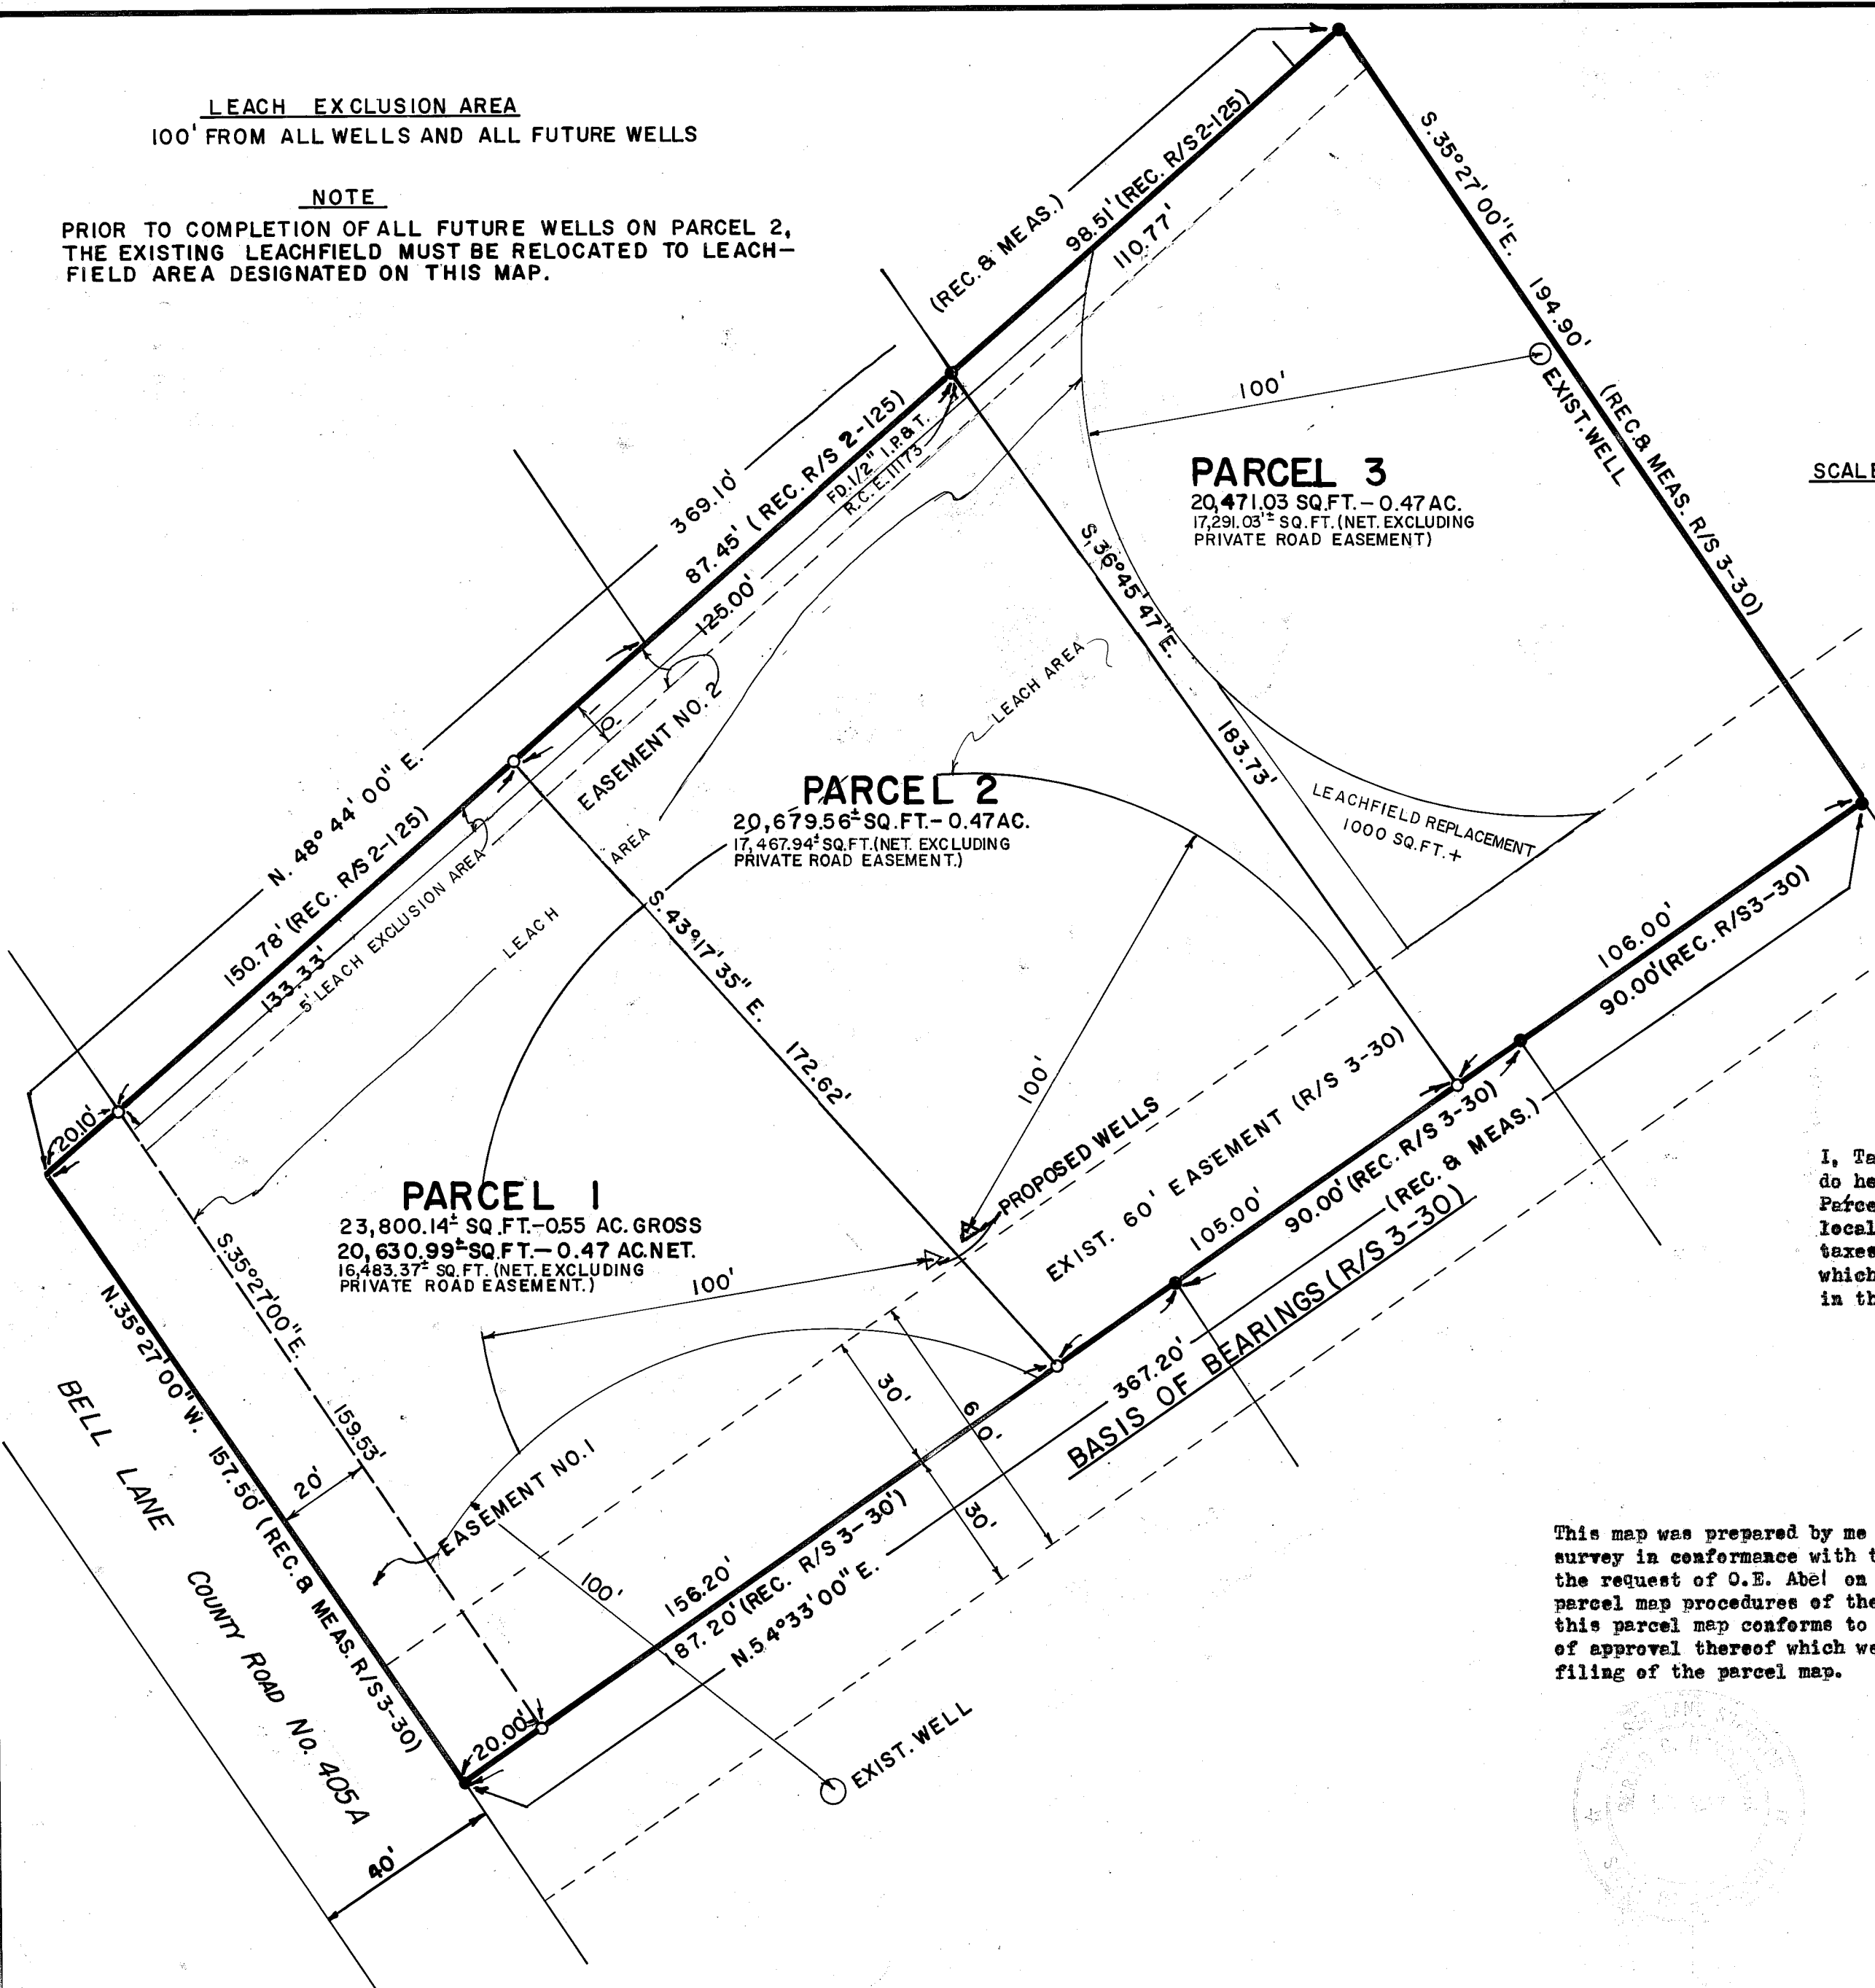 LEACH EXCLUSION AREA
100' FROM ALL WELLS AND ALL FUTURE WELLS
NOTE
PRIOR TO COMPLETION OF ALL FUTURE WELLS ON PARCEL 2,
THE EXISTING LEACHFIELD MUST BE RELOCATED TO LEACH-
FIELD AREA DESIGNATED ON THIS MAP.
(REC. & MEAS.)
98.51' (REC. R/S 2-125)
110.77'
S. 35° 27' 00" E. 194.90' (REC. & MEAS. R/S 3-30)
EXIST. WELL
100'
369.10'
87.45' (REC. R/S 2-125)
FD. 1/2" I.P. & T.
R.C.E. 11173
125.00'
PARCEL 3
20,471.03 SQ.FT. - 0.47 AC.
17,291.03'± SQ.FT. (NET. EXCLUDING
PRIVATE ROAD EASEMENT)
SCALE
S. 36° 45' 47" E.
183.73'
LEACH AREA
EASEMENT NO. 2
10'
N. 48° 44' 00" E.
PARCEL 2
20,679.56± SQ.FT. - 0.47 AC.
17,467.94± SQ.FT. (NET. EXCLUDING
PRIVATE ROAD EASEMENT.)
LEACHFIELD REPLACEMENT
1000 SQ.FT. +
150.78' (REC. R/S 2-125)
133.33'
5' LEACH EXCLUSION AREA
LEACH
AREA
S. 43° 17' 35" E.
172.62'
106.00'
90.00' (REC. R/S 3-30)
100'
PROPOSED WELLS
EXIST. 60' EASEMENT (R/S 3-30)
20.10'
PARCEL 1
23,800.14± SQ.FT. - 0.55 AC. GROSS
20,630.99± SQ.FT. - 0.47 AC. NET.
16,483.37± SQ.FT. (NET. EXCLUDING
PRIVATE ROAD EASEMENT.)
100'
105.00'
90.00' (REC. R/S 3-30)
(REC. & MEAS.)
367.20'
BASIS OF BEARINGS (R/S 3-30)
S. 35° 27' 00" E.
159.53'
N. 35° 27' 00" W. 157.50' (REC. & MEAS. R/S 3-30)
20'
30'
60'
30'
EASEMENT NO. 1
BELL LANE
COUNTY ROAD No. 405A
100'
156.20'
87.20' (REC. R/S 3-30')
N. 54° 33' 00" E.
20.00'
EXIST. WELL
40'
I, Ta
do he
Parce
local
taxes
which
in th
This map was prepared by me
survey in conformance with t
the request of O.E. Abel on
parcel map procedures of the
this parcel map conforms to
of approval thereof which we
filing of the parcel map.